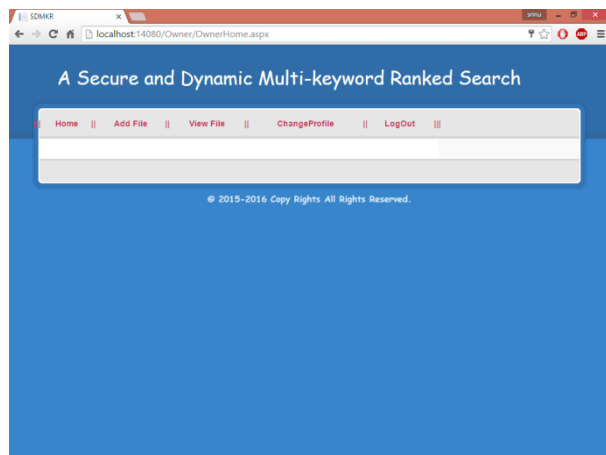 SDMKR
srinu
localhost:14080/Owner/OwnerHome.aspx
ABP
A Secure and Dynamic Multi-keyword Ranked Search
|| Home || Add File || View File || ChangeProfile || LogOut |||
© 2015-2016 Copy Rights All Rights Reserved.